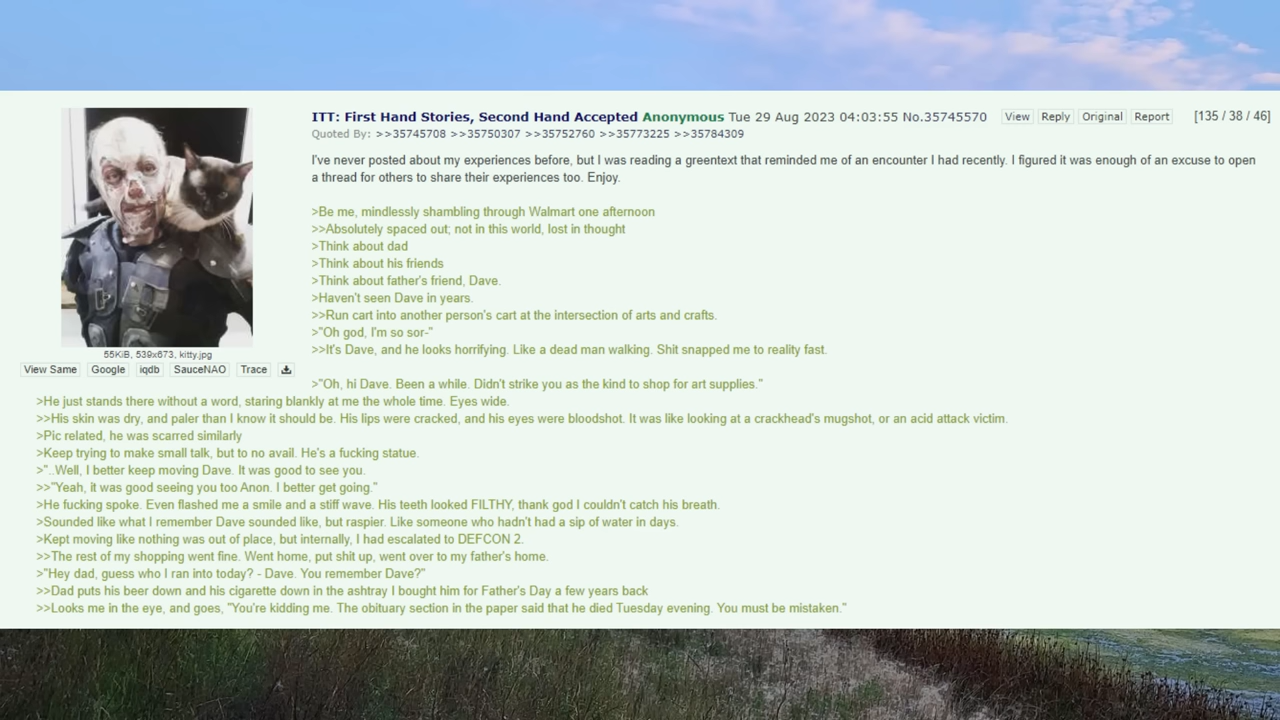 ITT: First Hand Stories, Second Hand Accepted Anonymous Tue 29 Aug 2023 04:03:55 No.35745570 View Reply Original Report [135 / 38 / 46]
Quoted By: >>35745708 >>35750307 >>35752760 >>35773225 >>35784309
I've never posted about my experiences before, but I was reading a greentext that reminded me of an encounter I had recently. I figured it was enough of an excuse to open
a thread for others to share their experiences too. Enjoy.
>Be me, mindlessly shambling through Walmart one afternoon
>>Absolutely spaced out; not in this world, lost in thought
>Think about dad
>Think about his friends
>Think about father's friend, Dave.
>Haven't seen Dave in years.
>>Run cart into another person's cart at the intersection of arts and crafts.
>"Oh god, I'm so sor-"
>>It's Dave, and he looks horrifying. Like a dead man walking. Shit snapped me to reality fast.
55KiB, 539x673, kitty.jpg
View Same Google iqdb SauceNAO Trace
>"Oh, hi Dave. Been a while. Didn't strike you as the kind to shop for art supplies."
>He just stands there without a word, staring blankly at me the whole time. Eyes wide.
>>His skin was dry, and paler than I know it should be. His lips were cracked, and his eyes were bloodshot. It was like looking at a crackhead's mugshot, or an acid attack victim.
>Pic related, he was scarred similarly
>Keep trying to make small talk, but to no avail. He's a fucking statue.
>"..Well, I better keep moving Dave. It was good to see you.
>>"Yeah, it was good seeing you too Anon. I better get going."
>He fucking spoke. Even flashed me a smile and a stiff wave. His teeth looked FILTHY, thank god I couldn't catch his breath.
>Sounded like what I remember Dave sounded like, but raspier. Like someone who hadn't had a sip of water in days.
>Kept moving like nothing was out of place, but internally, I had escalated to DEFCON 2.
>>The rest of my shopping went fine. Went home, put shit up, went over to my father's home.
>"Hey dad, guess who I ran into today? - Dave. You remember Dave?"
>>Dad puts his beer down and his cigarette down in the ashtray I bought him for Father's Day a few years back
>>Looks me in the eye, and goes, "You're kidding me. The obituary section in the paper said that he died Tuesday evening. You must be mistaken."